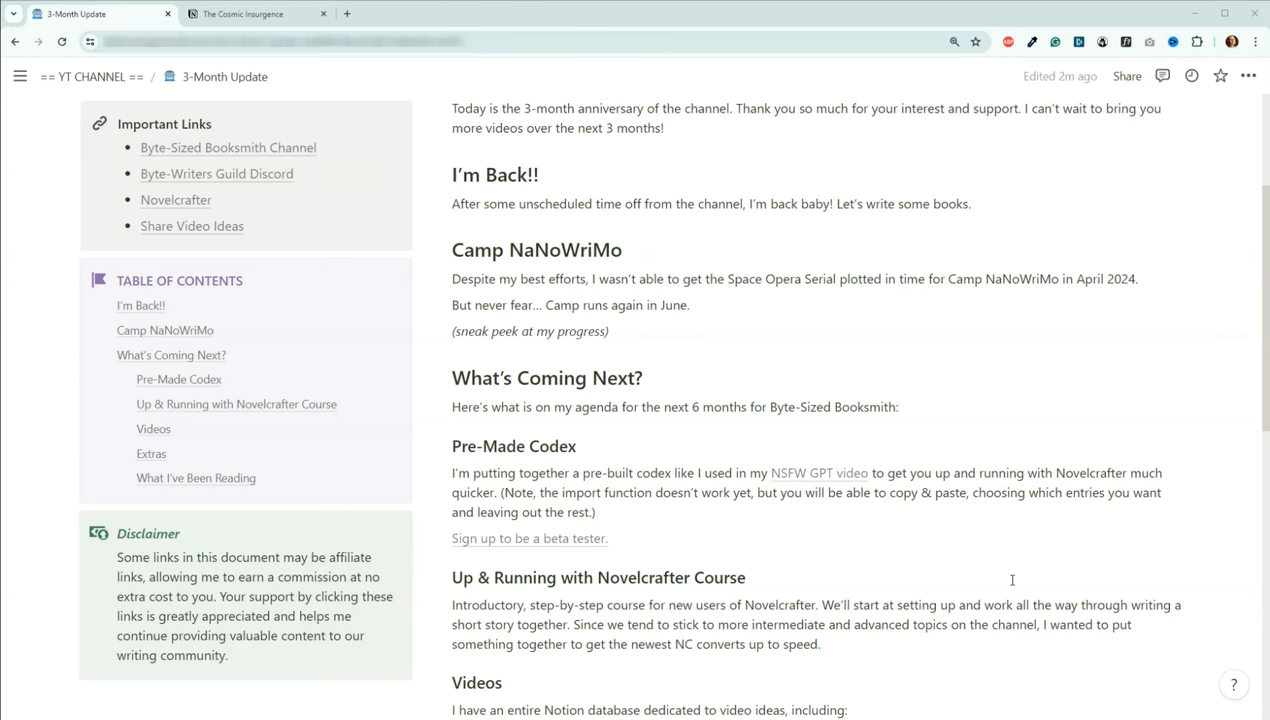 3-Month Update
The Cosmic Insurgence
== YT CHANNEL == / 3-Month Update
Edited 2m ago
Share
Important Links
Byte-Sized Booksmith Channel
Byte-Writers Guild Discord
Novelcrafter
Share Video Ideas
TABLE OF CONTENTS
I'm Back!!
Camp NaNoWriMo
What's Coming Next?
Pre-Made Codex
Up & Running with Novelcrafter Course
Videos
Extras
What I've Been Reading
Disclaimer
Some links in this document may be affiliate
links, allowing me to earn a commission at no
extra cost to you. Your support by clicking these
links is greatly appreciated and helps me
continue providing valuable content to our
writing community.
Today is the 3-month anniversary of the channel. Thank you so much for your interest and support. I can't wait to bring you
more videos over the next 3 months!
I'm Back!!
After some unscheduled time off from the channel, I'm back baby! Let's write some books.
Camp NaNoWriMo
Despite my best efforts, I wasn't able to get the Space Opera Serial plotted in time for Camp NaNoWriMo in April 2024.
But never fear... Camp runs again in June.
(sneak peek at my progress)
What's Coming Next?
Here's what is on my agenda for the next 6 months for Byte-Sized Booksmith:
Pre-Made Codex
I'm putting together a pre-built codex like I used in my NSFW GPT video to get you up and running with Novelcrafter much
quicker. (Note, the import function doesn't work yet, but you will be able to copy & paste, choosing which entries you want
and leaving out the rest.)
Sign up to be a beta tester.
Up & Running with Novelcrafter Course
Introductory, step-by-step course for new users of Novelcrafter. We'll start at setting up and work all the way through writing a
short story together. Since we tend to stick to more intermediate and advanced topics on the channel, I wanted to put
something together to get the newest NC converts up to speed.
Videos
I have an entire Notion database dedicated to video ideas, including:
?